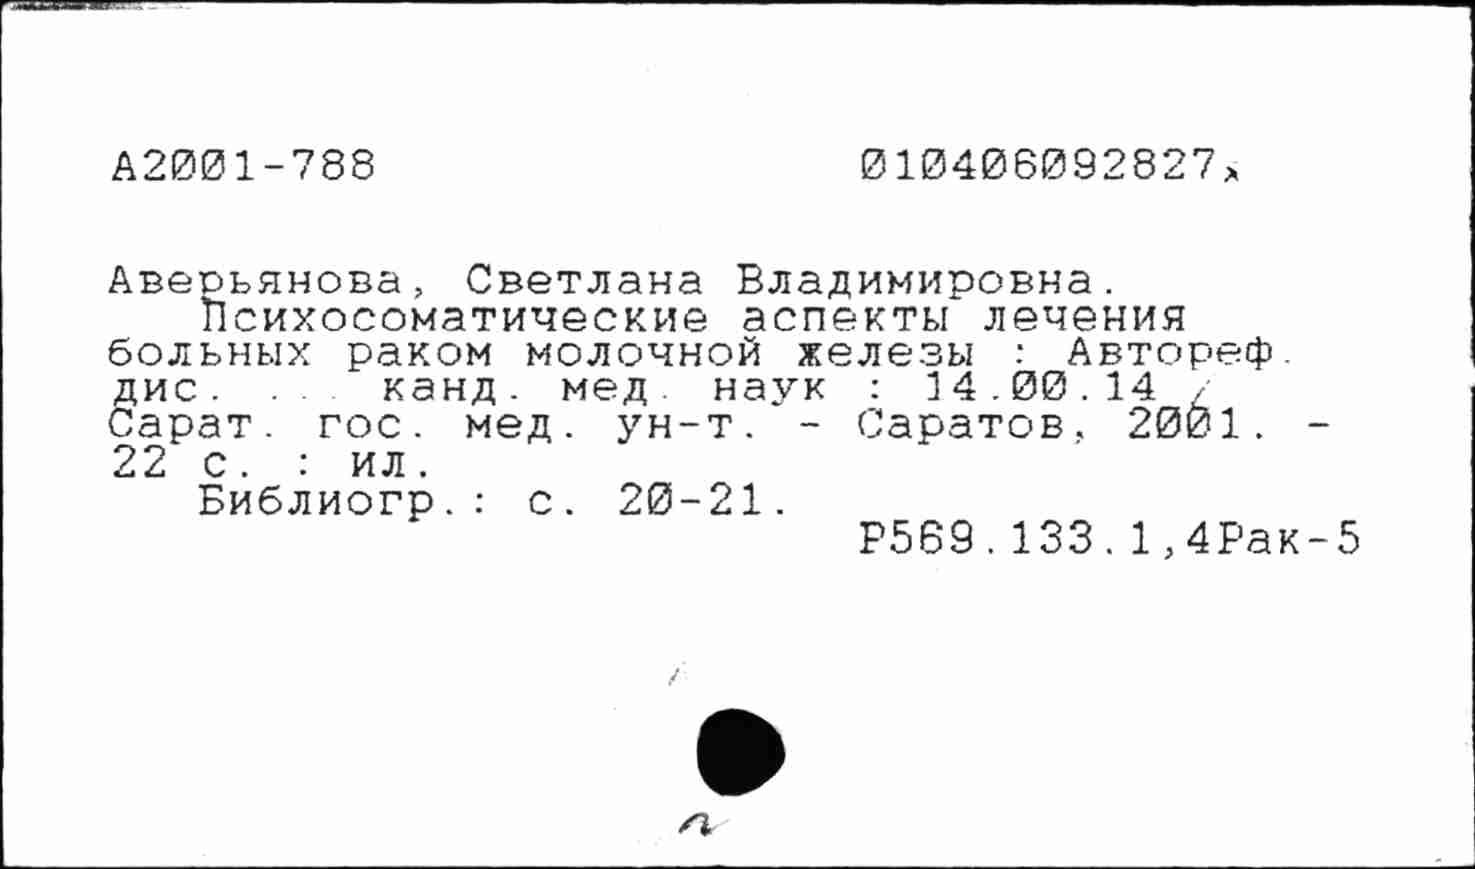 А2001-788 010406092827
Аверьянова, Светлана Владимировна.
Психосоматические аспекты лечения
больных раком молочной железы : Автореф.
дис. ... канд. мед. наук : 14.00.14 /
Сарат. гос. мед. ун-т. - Саратов, 2001. -
22 с. : ил.
Библиогр.: с. 20-21.
Р569.133.1,4Рак-5